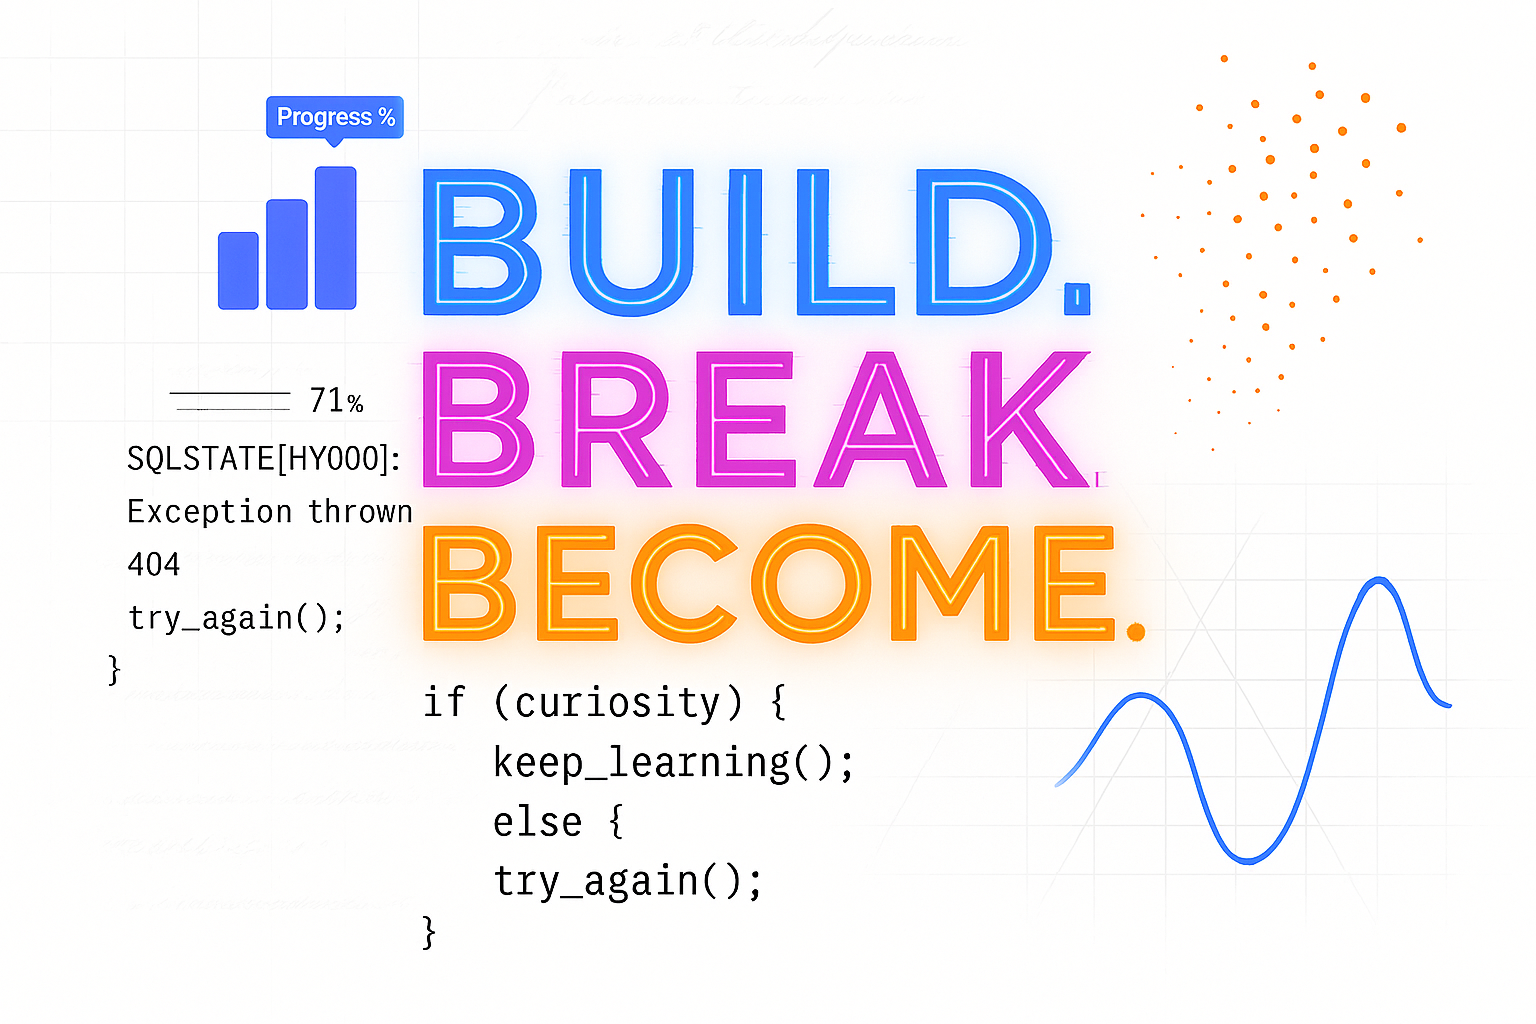 Progress %
BUILD.
BREAK
BECOME.
71%
SQLSTATE[HY000]:
Exception thrown
404
try_again();
}
if (curiosity) {
keep_learning();
else {
try_again();
}